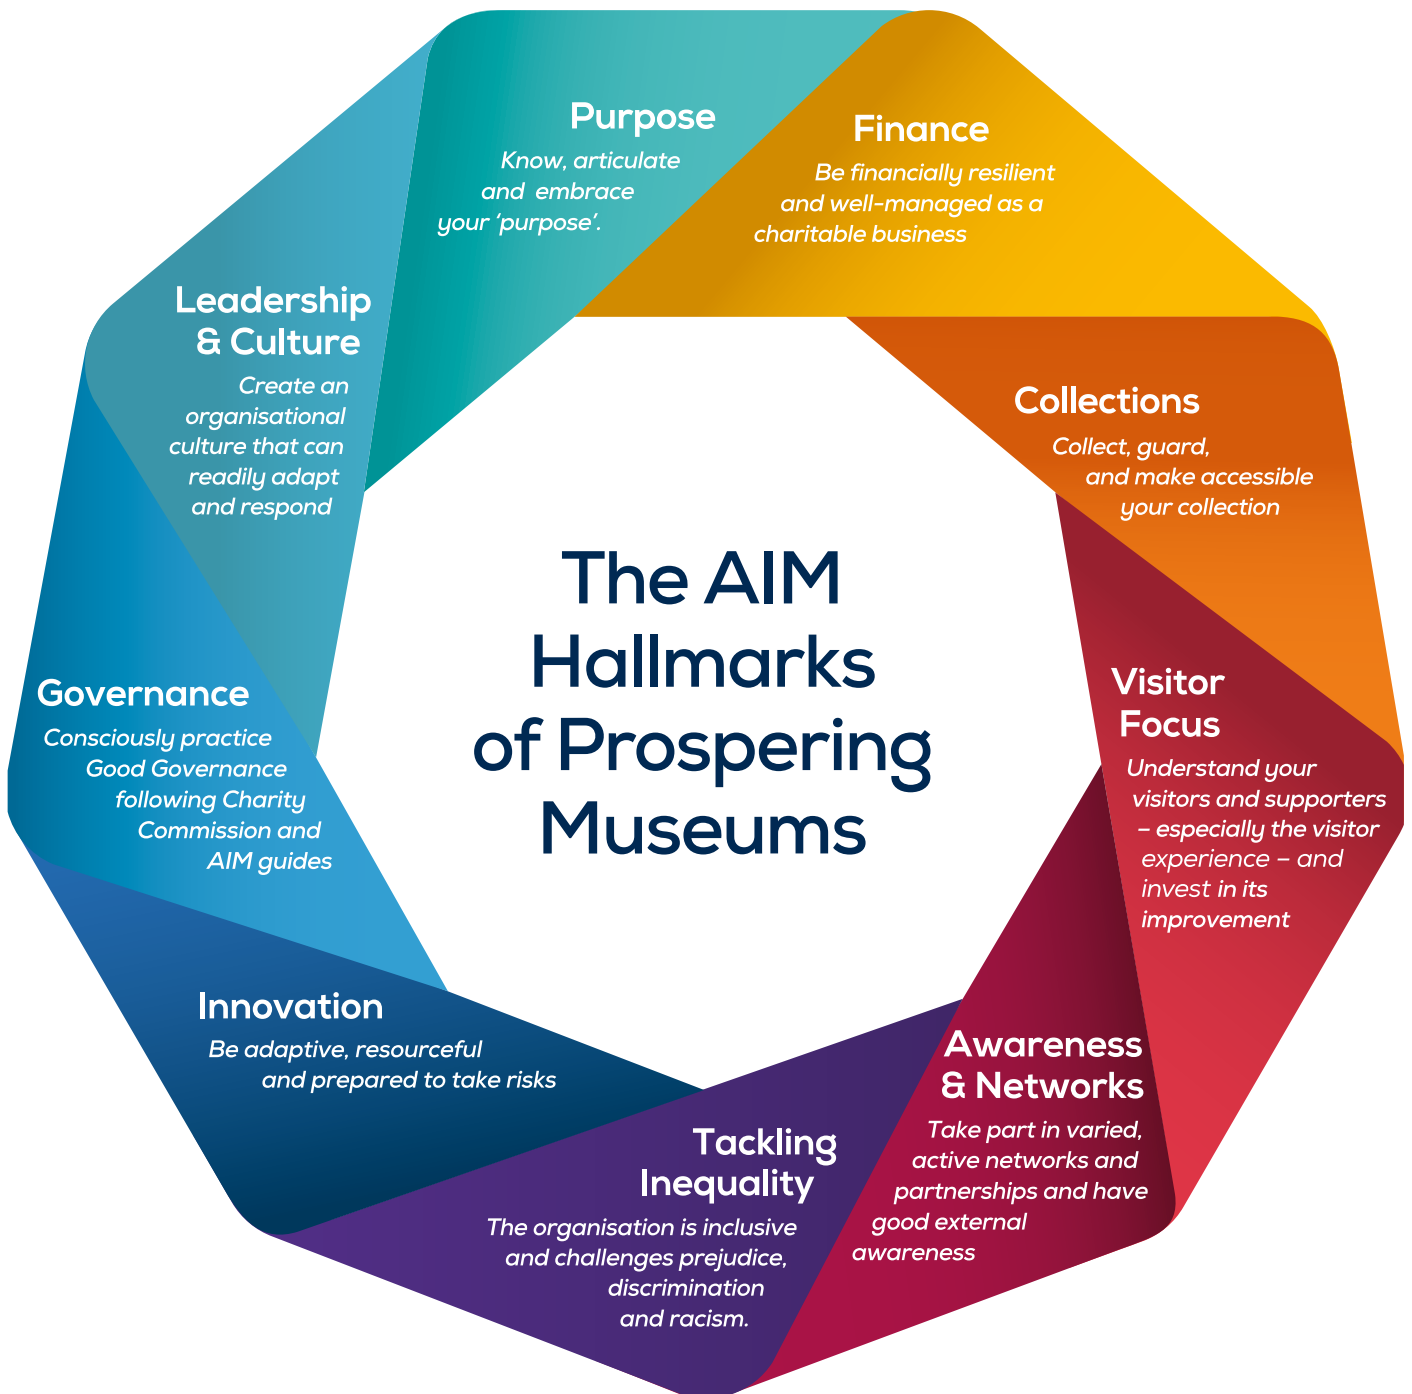 The AIM
Hallmarks
of Prospering
Museums
Purpose
Know, articulate
and embrace
your ‘purpose’.
Finance
Be financially resilient
and well-managed as a
charitable business
Collections
Collect, guard,
and make accessible
your collection
Visitor
Focus
Understand your
visitors and supporters
– especially the visitor
experience – and
invest in its
improvement
Awareness
& Networks
Take part in varied,
active networks and
partnerships and have
good external
awareness
Tackling
Inequality
The organisation is inclusive
and challenges prejudice,
discrimination
and racism.
Innovation
Be adaptive, resourceful
and prepared to take risks
Governance
Consciously practice
Good Governance
following Charity
Commission and
AIM guides
Leadership
& Culture
Create an
organisational
culture that can
readily adapt
and respond